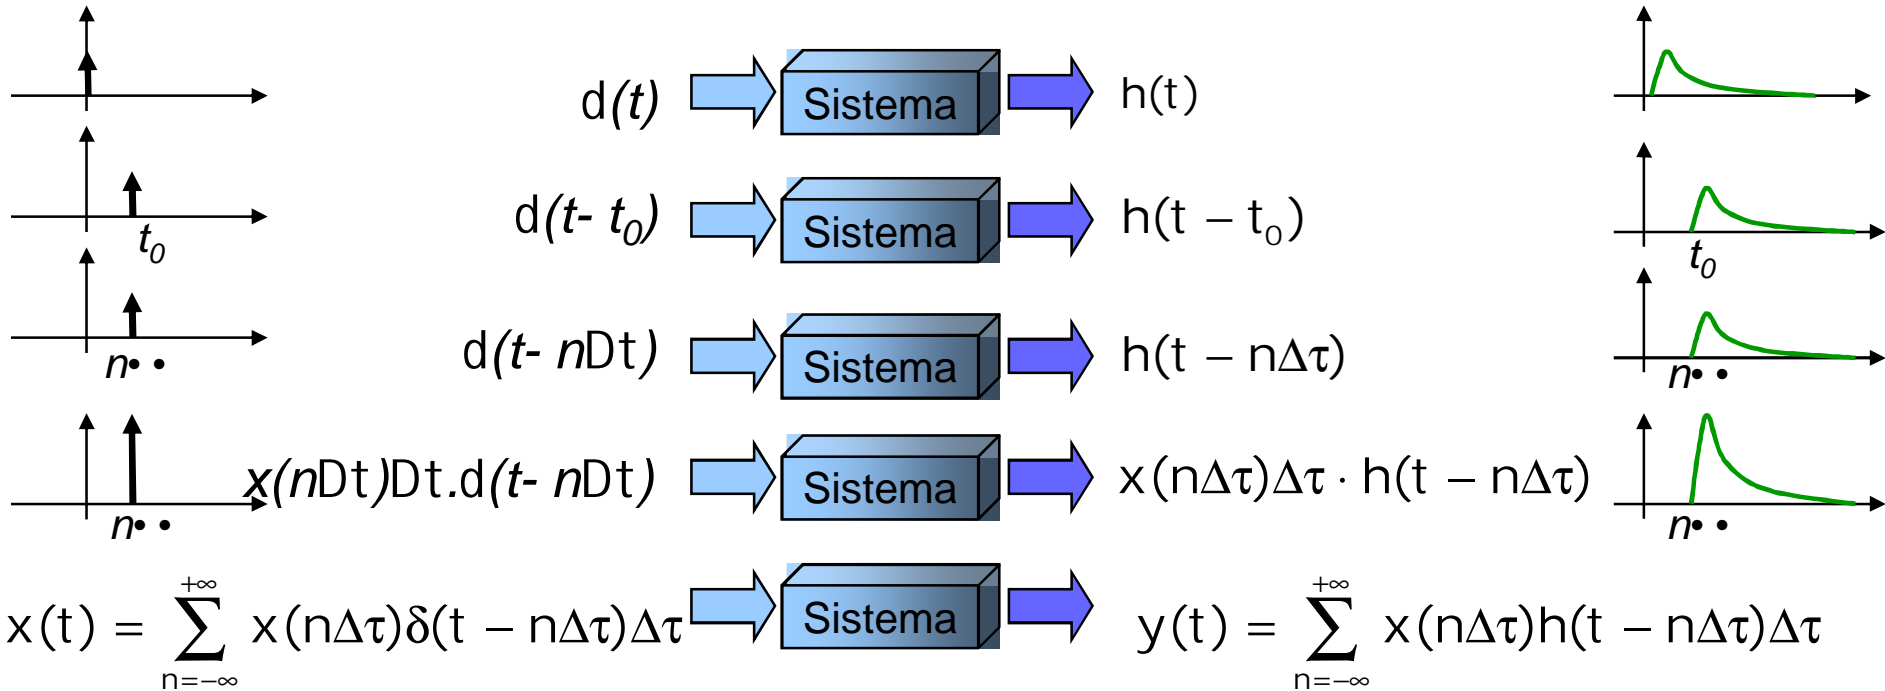 d(t) Sistema h(t)
t₀
d(t- t₀) Sistema h(t – t₀)
t₀
n• •
d(t- nDt) Sistema h(t – nΔτ)
n• •
x(nDt)Dt.d(t- nDt) Sistema x(nΔτ)Δτ · h(t – nΔτ)
n• •
n• •
x(t) = ∑ₙ₌₋∞⁺∞ x(nΔτ)δ(t – nΔτ)Δτ Sistema y(t) = ∑ₙ₌₋∞⁺∞ x(nΔτ)h(t – nΔτ)Δτ